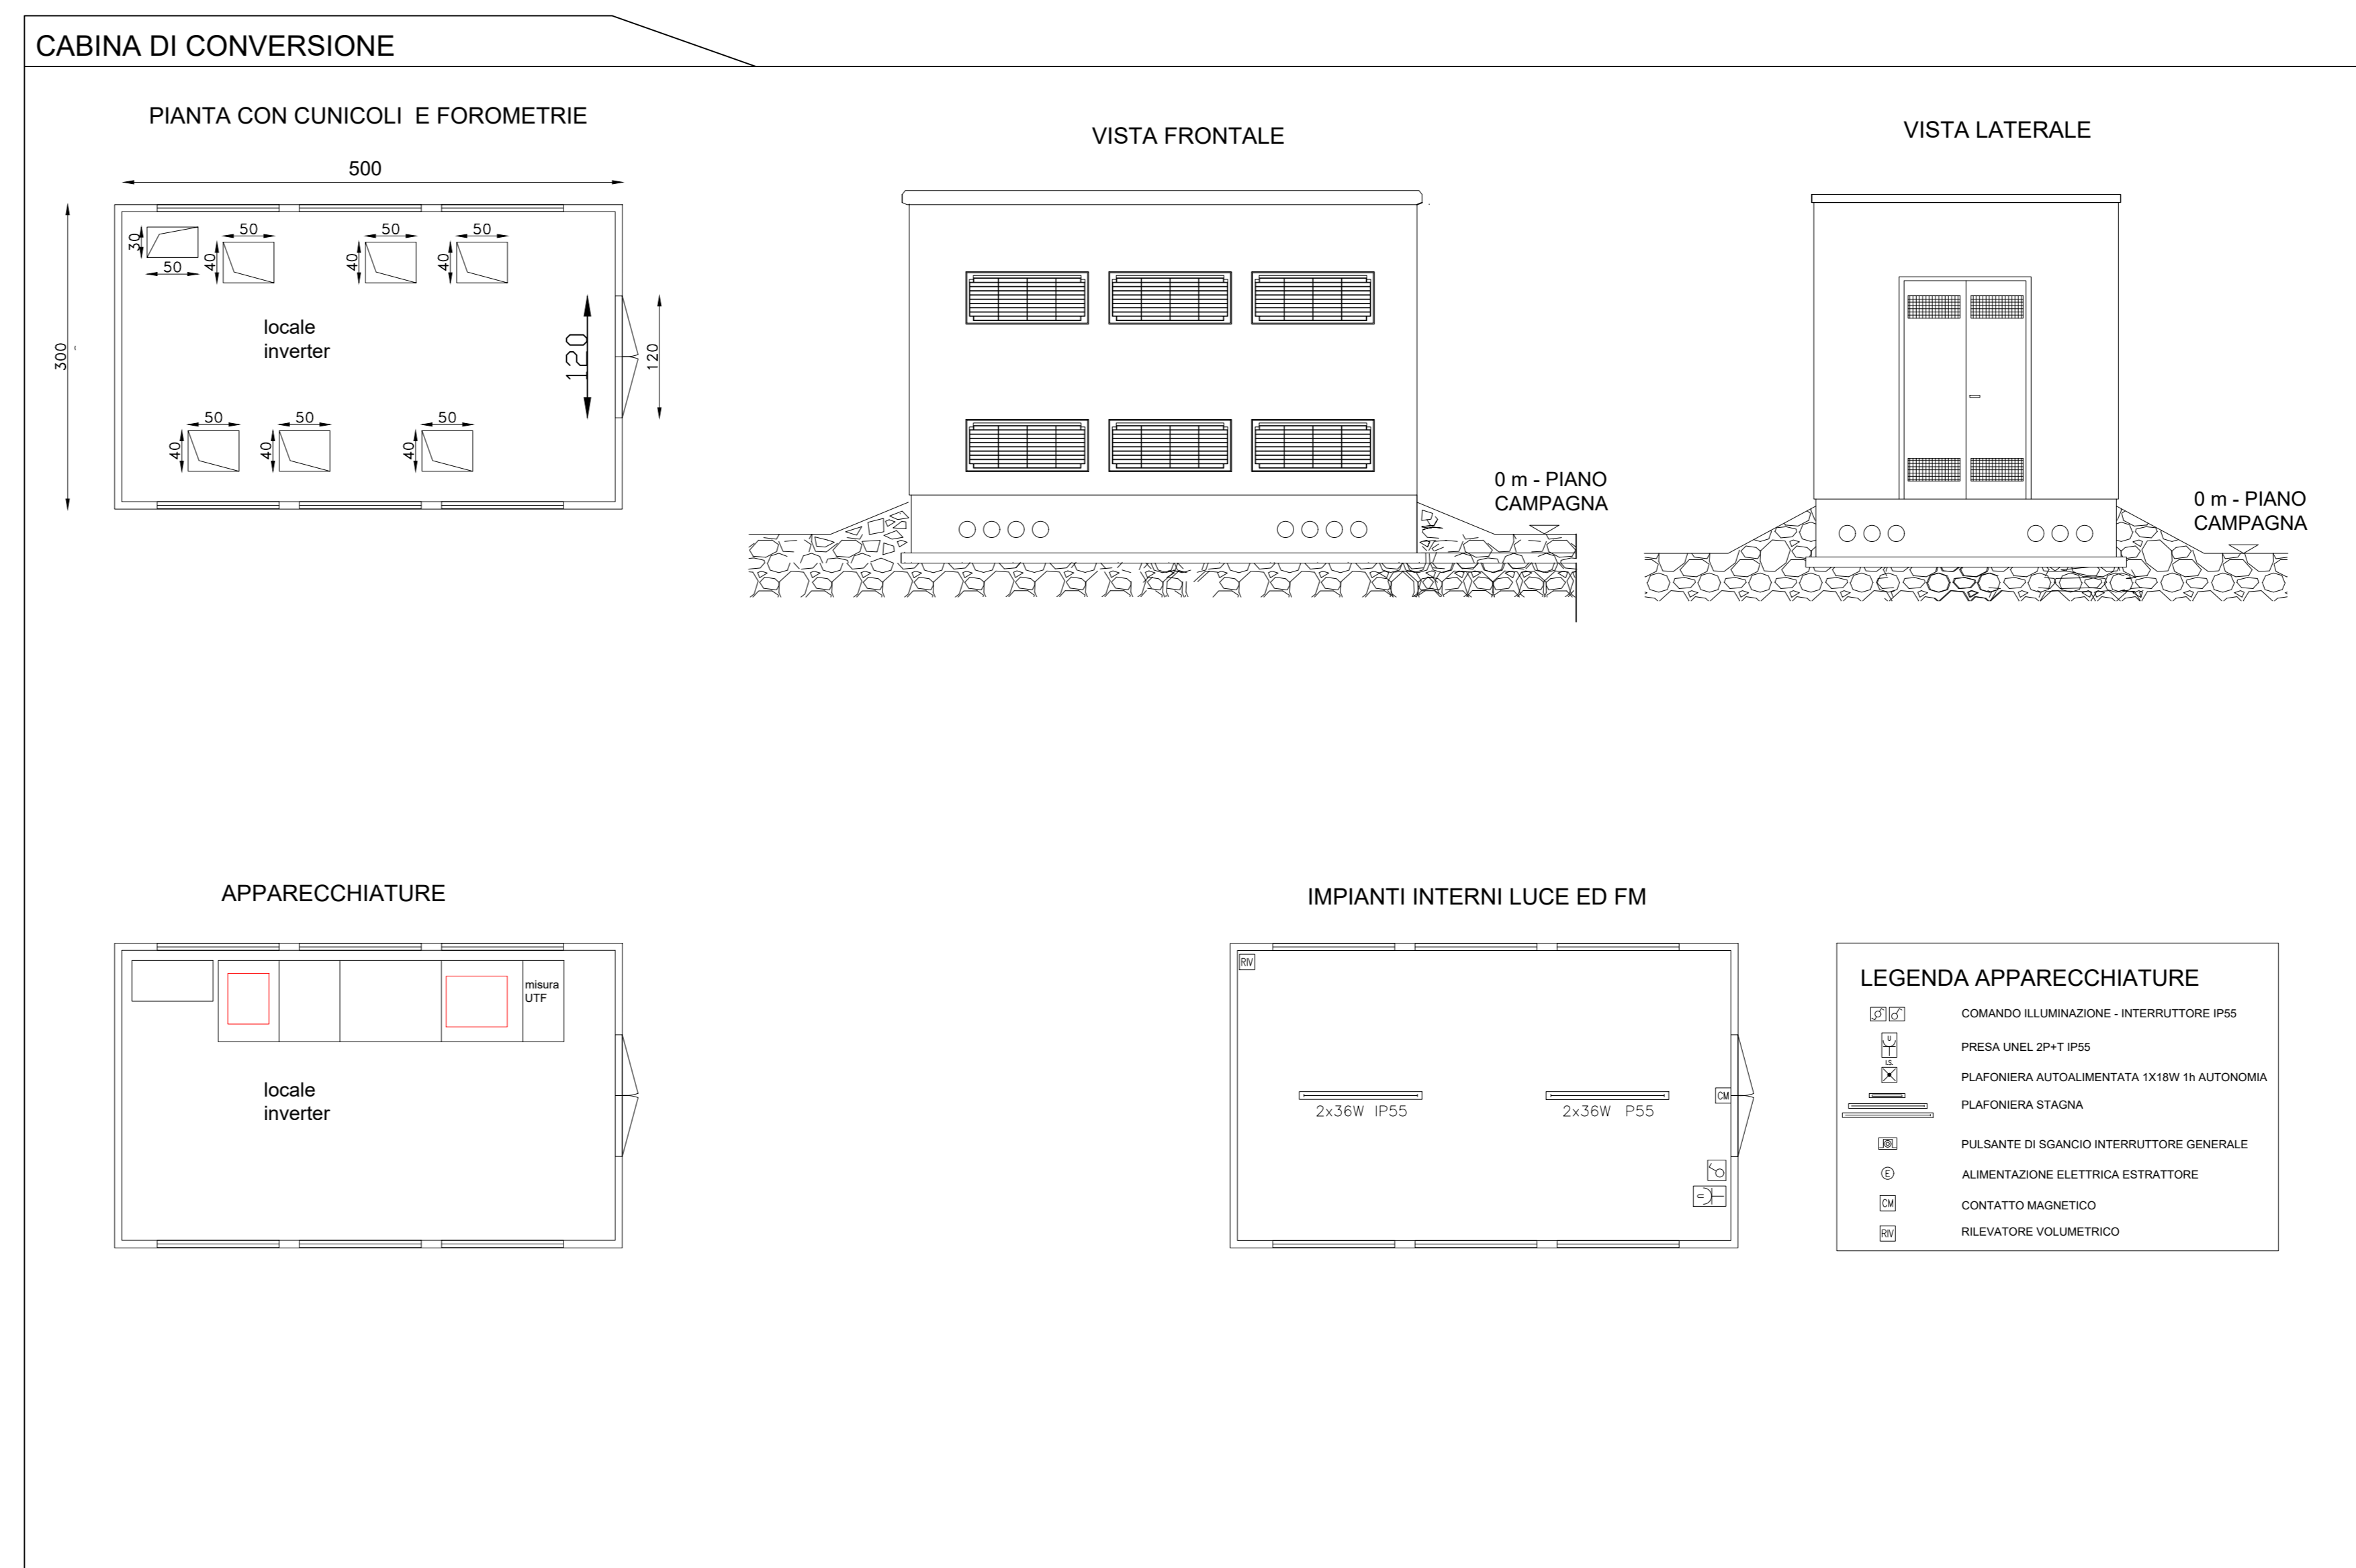 CABINA DI CONVERSIONE
PIANTA CON CUNICOLI E FOROMETRIE
500
300
30
50
50
40
50
40
50
40
locale
inverter
120
120
50
40
50
40
50
40
VISTA FRONTALE
0 m - PIANO
CAMPAGNA
VISTA LATERALE
0 m - PIANO
CAMPAGNA
APPARECCHIATURE
misura
UTF
locale
inverter
IMPIANTI INTERNI LUCE ED FM
RIV
2x36W IP55
2x36W P55
CM
U
LEGENDA APPARECCHIATURE
COMANDO ILLUMINAZIONE - INTERRUTTORE IP55
U
PRESA UNEL 2P+T IP55
I.S.
PLAFONIERA AUTOALIMENTATA 1X18W 1h AUTONOMIA
PLAFONIERA STAGNA
PULSANTE DI SGANCIO INTERRUTTORE GENERALE
E
ALIMENTAZIONE ELETTRICA ESTRATTORE
CM
CONTATTO MAGNETICO
RIV
RILEVATORE VOLUMETRICO